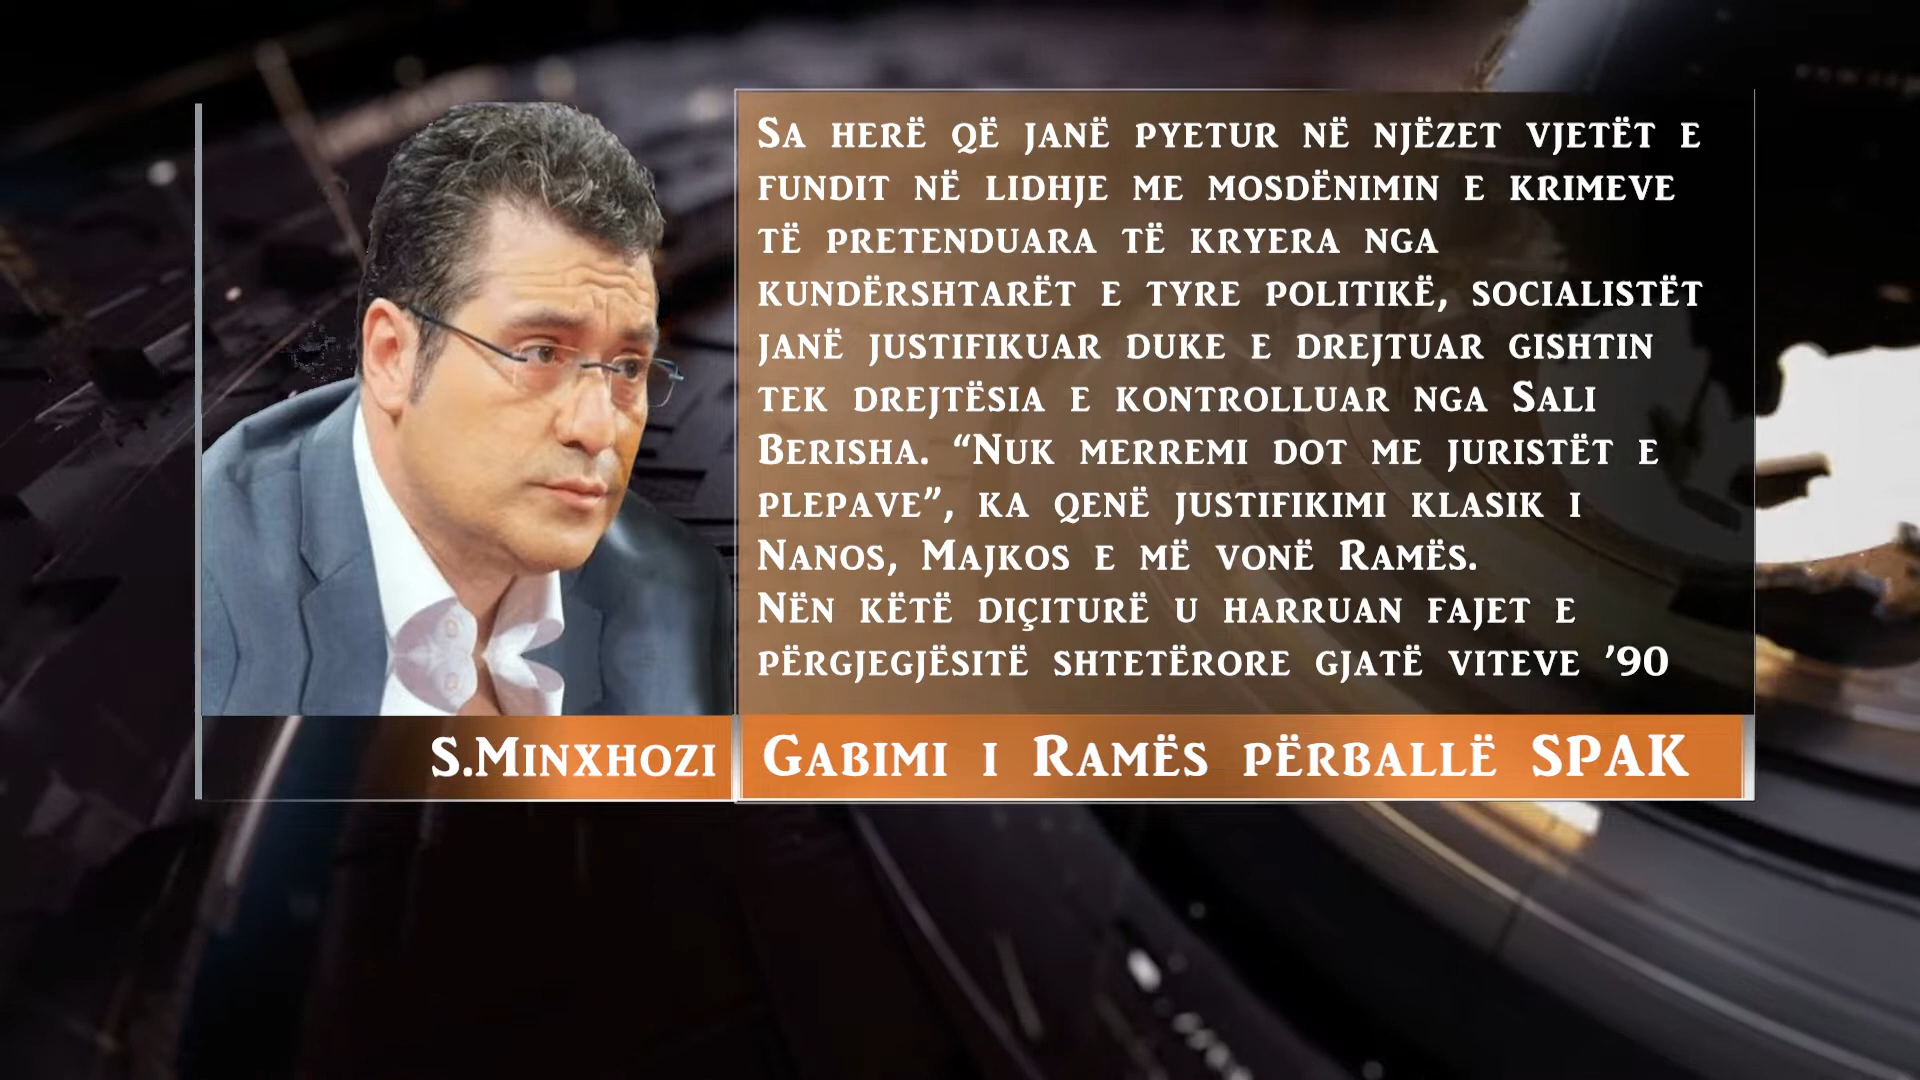 Sa herë që janë pyetur në njëzet vjetët e
fundit në lidhje me mosdënimin e krimeve
të pretenduara të kryera nga
kundërshtarët e tyre politikë, socialistët
janë justifikuar duke e drejtuar gishtin
tek drejtësia e kontrolluar nga Sali
Berisha. “Nuk merremi dot me juristët e
plepave”, ka qenë justifikimi klasik i
Nanos, Majkos e më vonë Ramës.
Nën këtë diçiturë u harruan fajet e
përgjegjësitë shtetërore gjatë viteve ’90
S.Minxhozi
Gabimi i Ramës përballë SPAK